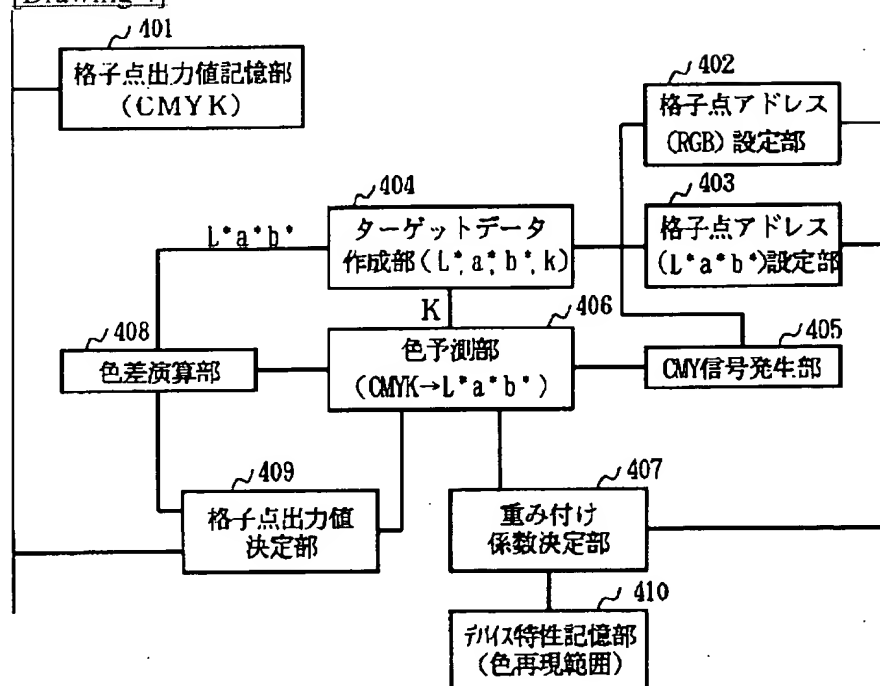 [Drawing 4]
401
格子点出力値記憶部
(CMYK)
402
格子点アドレス
(RGB) 設定部
403
格子点アドレス
(L*a*b*)設定部
404
ターゲットデータ
作成部(L*,a*,b*,k)
L*a*b*
K
405
CMY信号発生部
406
色予測部
(CMYK→L*a*b*)
408
色差演算部
409
格子点出力値
決定部
407
重み付け
係数決定部
410
デバイス特性記憶部
(色再現範囲)